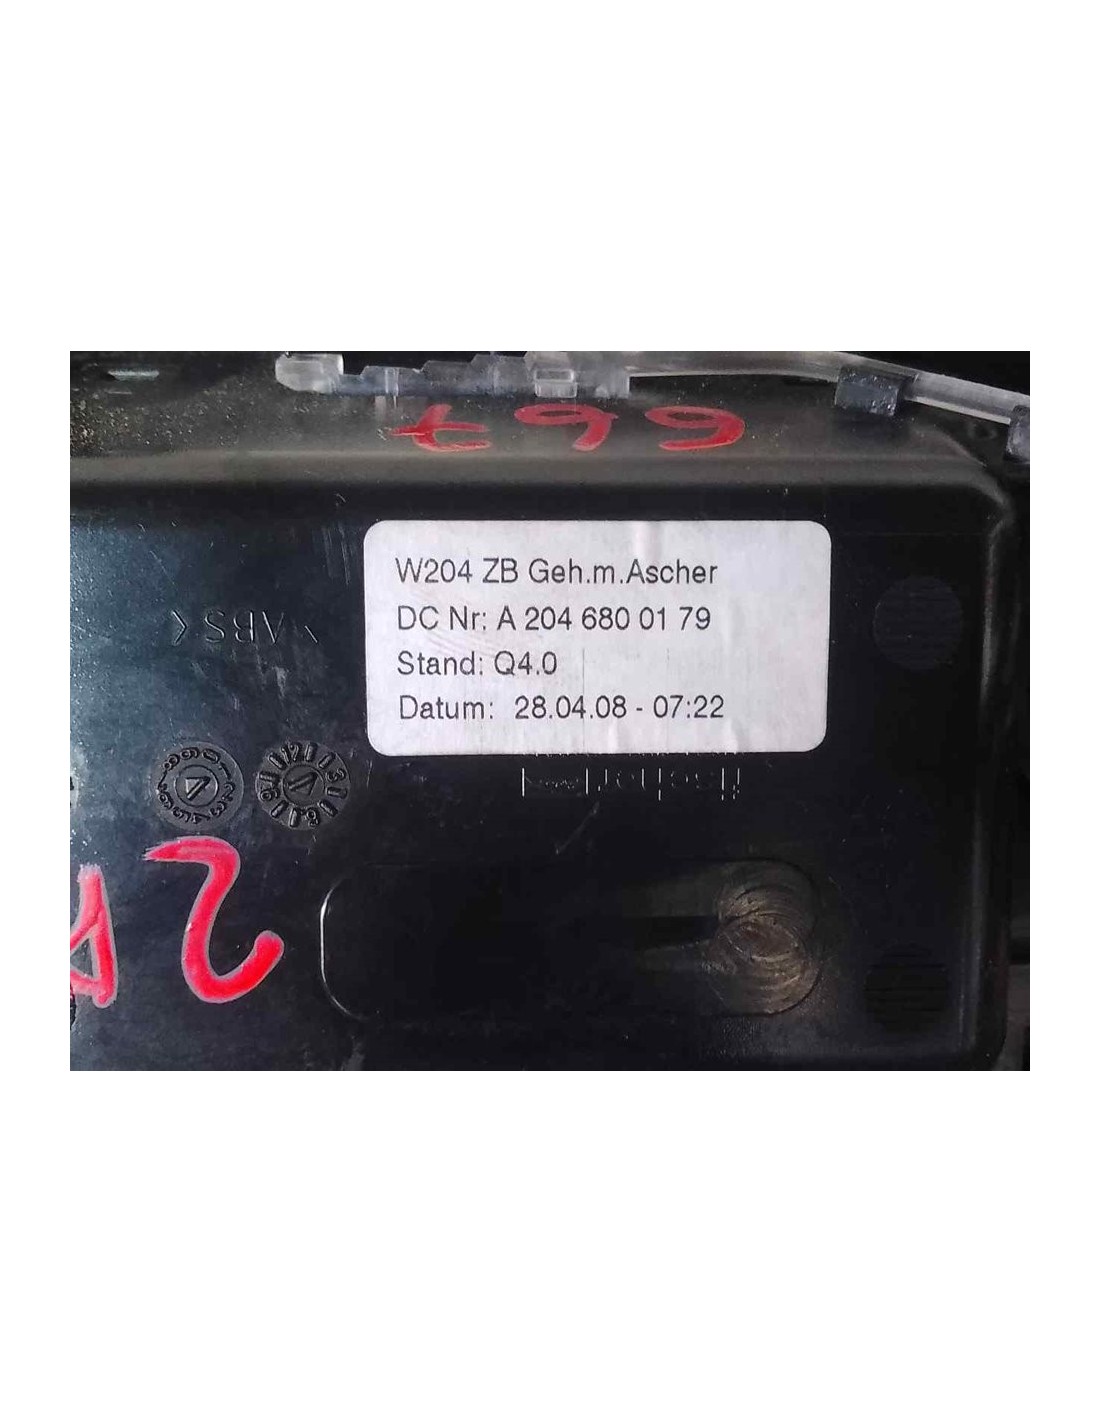 667
W204 ZB Geh.m.Ascher
DC Nr: A 204 680 01 79
Stand: Q4.0
Datum: 28.04.08 - 07:22
>ABS<
fischer